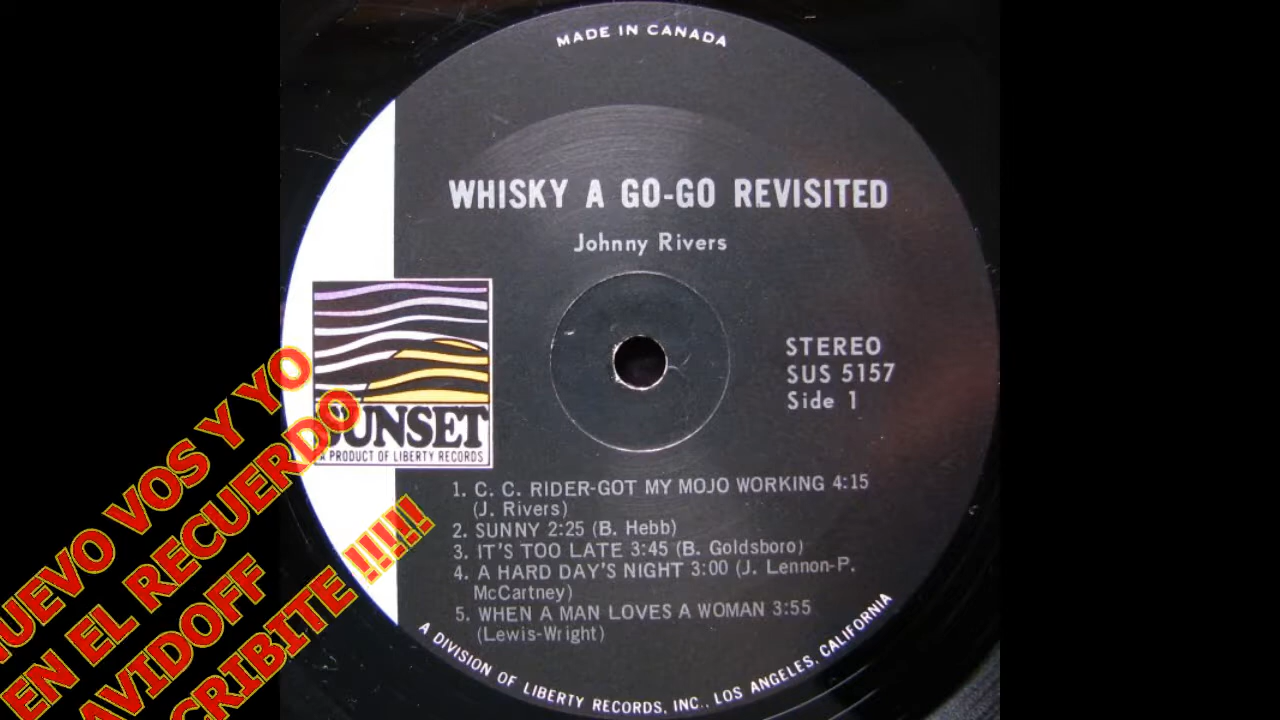 MADE IN CANADA
WHISKY A GO-GO REVISITED
Johnny Rivers
STEREO
SUS 5157
Side 1
SUNSET
A PRODUCT OF LIBERTY RECORDS
1. C. C. RIDER-GOT MY MOJO WORKING 4:15
(J. Rivers)
2. SUNNY 2:25 (B. Hebb)
3. IT'S TOO LATE 3:45 (B. Goldsboro)
4. A HARD DAY'S NIGHT 3:00 (J. Lennon-P.
McCartney)
5. WHEN A MAN LOVES A WOMAN 3:55
(Lewis-Wright)
A DIVISION OF LIBERTY RECORDS, INC., LOS ANGELES, CALIFORNIA
UEVO VOS Y YO
EN EL RECUERDO
AVIDOFF
CRIBITE !!!!!!